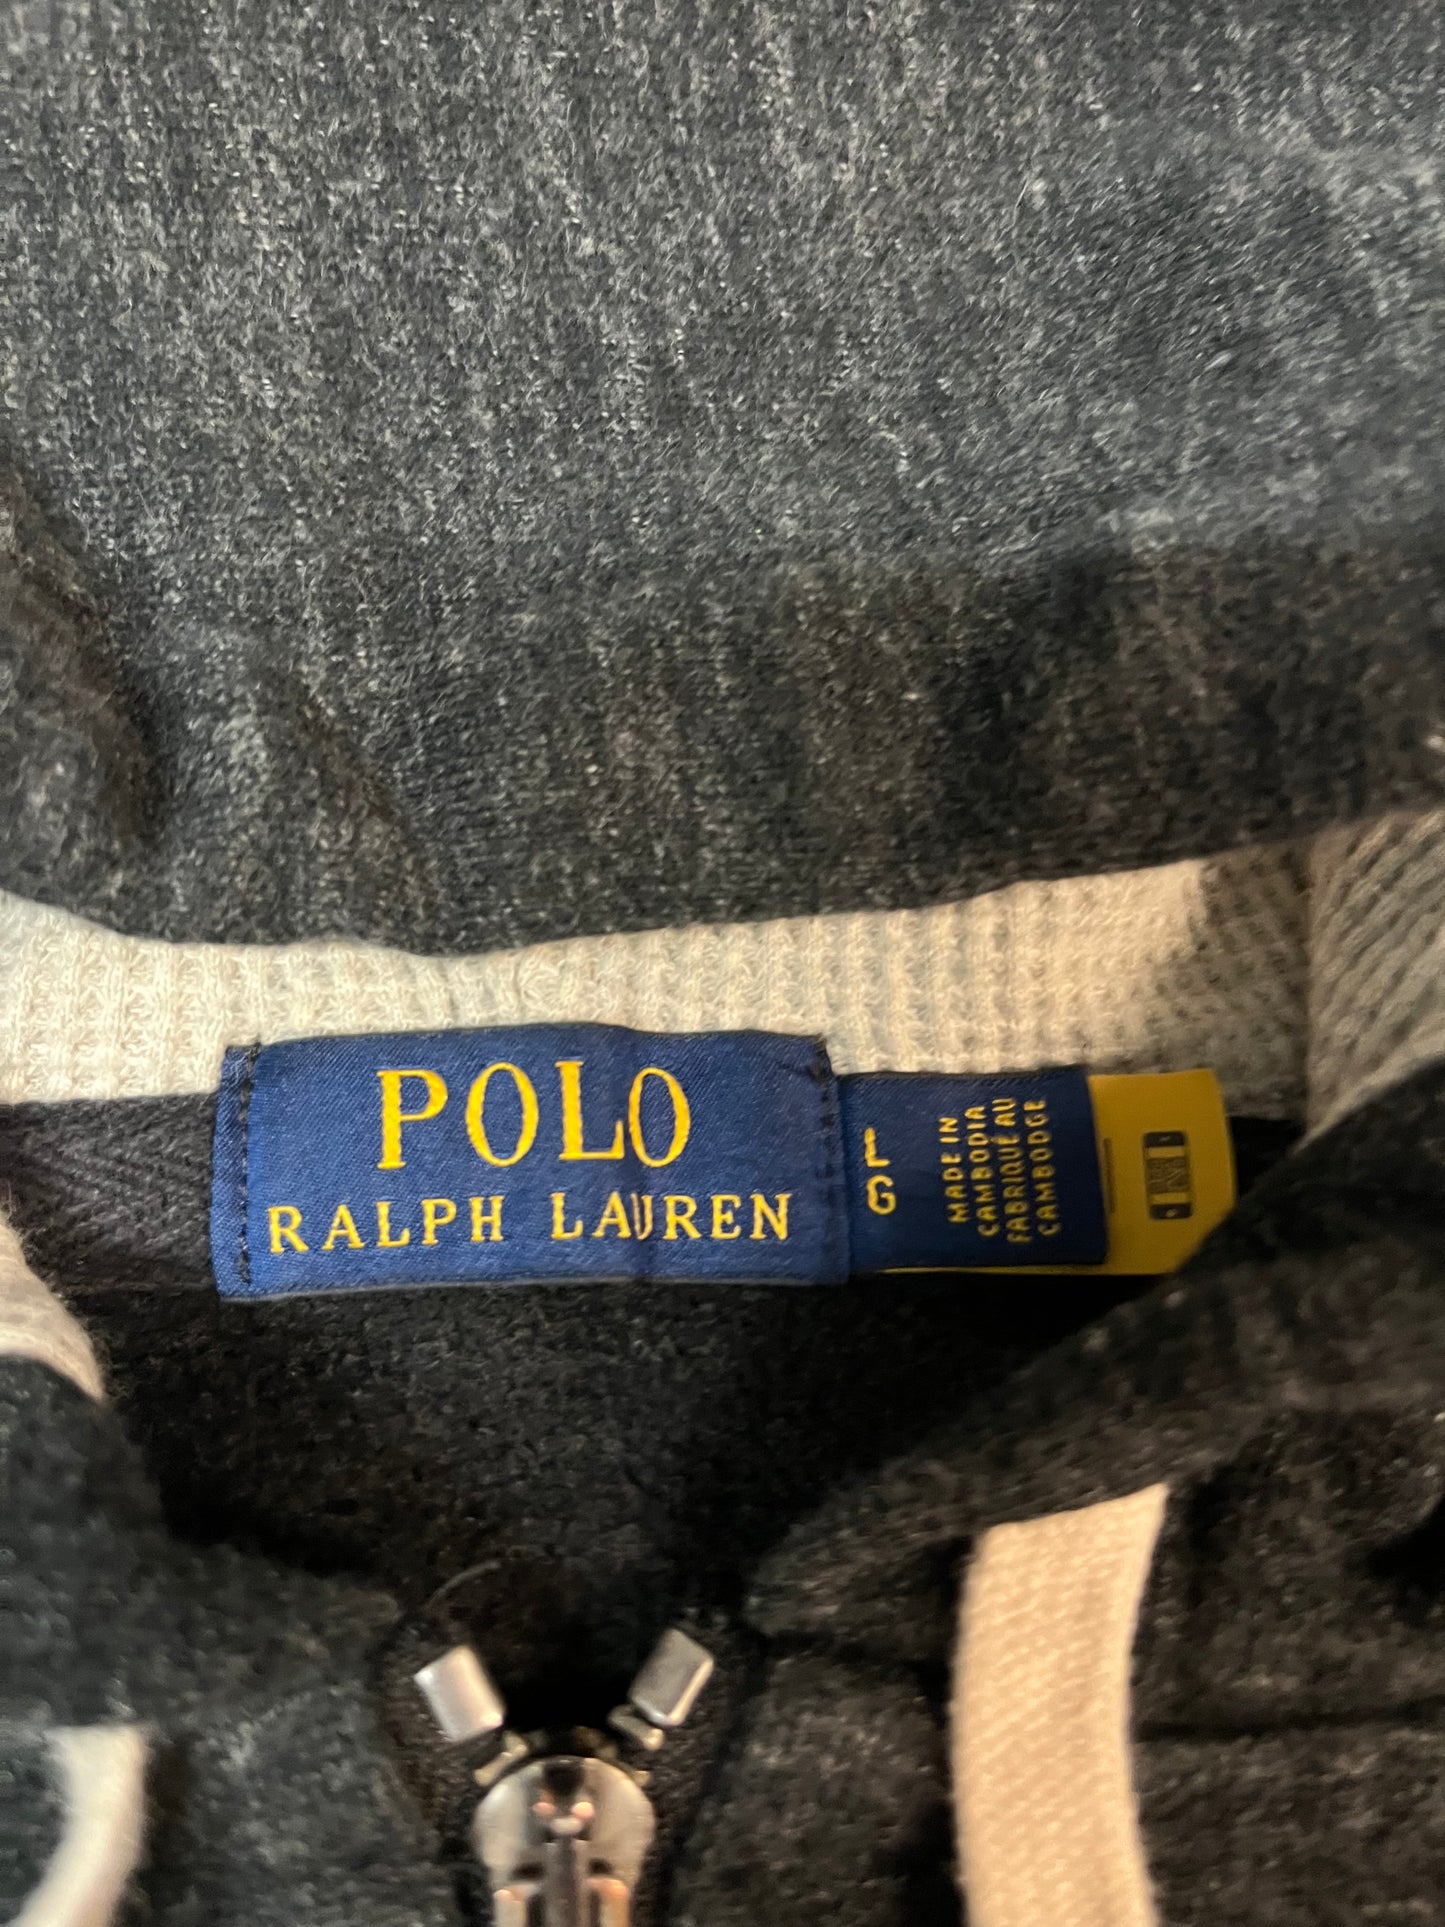 POLO
RALPH LAUREN
L
G
MADE IN
CAMBODIA
FABRIQUÉ AU
CAMBODGE